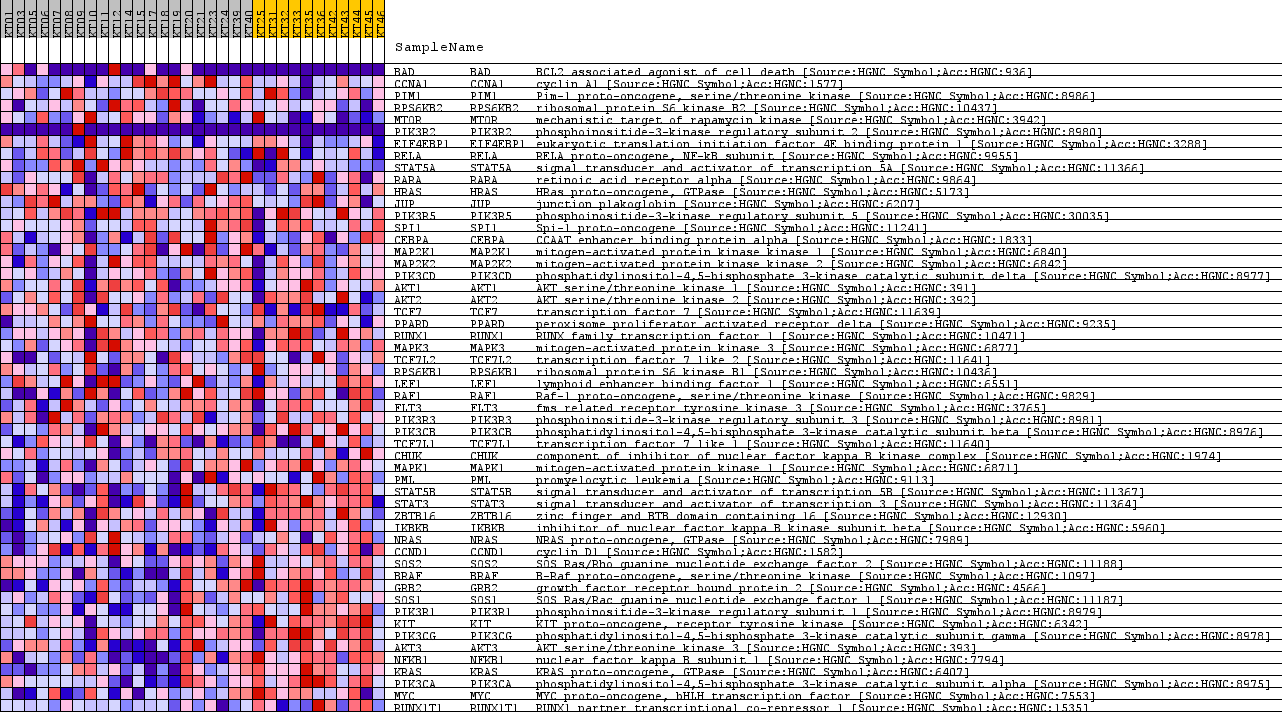 KT01 KT03 KT05 KT06 KT07 KT08 KT09 KT10 KT11 KT12 KT14 KT15 KT17 KT18 KT19 KT20 KT21 KT23 KT24 KT39 KT40 KT25 KT31 KT32 KT33 KT35 KT36 KT42 KT43 KT44 KT45 KT46
SampleName
BAD BAD BCL2 associated agonist of cell death [Source:HGNC Symbol;Acc:HGNC:936]
CCNA1 CCNA1 cyclin A1 [Source:HGNC Symbol;Acc:HGNC:1577]
PIM1 PIM1 Pim-1 proto-oncogene, serine/threonine kinase [Source:HGNC Symbol;Acc:HGNC:8986]
RPS6KB2 RPS6KB2 ribosomal protein S6 kinase B2 [Source:HGNC Symbol;Acc:HGNC:10437]
MTOR MTOR mechanistic target of rapamycin kinase [Source:HGNC Symbol;Acc:HGNC:3942]
PIK3R2 PIK3R2 phosphoinositide-3-kinase regulatory subunit 2 [Source:HGNC Symbol;Acc:HGNC:8980]
EIF4EBP1 EIF4EBP1 eukaryotic translation initiation factor 4E binding protein 1 [Source:HGNC Symbol;Acc:HGNC:3288]
RELA RELA RELA proto-oncogene, NF-kB subunit [Source:HGNC Symbol;Acc:HGNC:9955]
STAT5A STAT5A signal transducer and activator of transcription 5A [Source:HGNC Symbol;Acc:HGNC:11366]
RARA RARA retinoic acid receptor alpha [Source:HGNC Symbol;Acc:HGNC:9864]
HRAS HRAS HRas proto-oncogene, GTPase [Source:HGNC Symbol;Acc:HGNC:5173]
JUP JUP junction plakoglobin [Source:HGNC Symbol;Acc:HGNC:6207]
PIK3R5 PIK3R5 phosphoinositide-3-kinase regulatory subunit 5 [Source:HGNC Symbol;Acc:HGNC:30035]
SPI1 SPI1 Spi-1 proto-oncogene [Source:HGNC Symbol;Acc:HGNC:11241]
CEBPA CEBPA CCAAT enhancer binding protein alpha [Source:HGNC Symbol;Acc:HGNC:1833]
MAP2K1 MAP2K1 mitogen-activated protein kinase kinase 1 [Source:HGNC Symbol;Acc:HGNC:6840]
MAP2K2 MAP2K2 mitogen-activated protein kinase kinase 2 [Source:HGNC Symbol;Acc:HGNC:6842]
PIK3CD PIK3CD phosphatidylinositol-4,5-bisphosphate 3-kinase catalytic subunit delta [Source:HGNC Symbol;Acc:HGNC:8977]
AKT1 AKT1 AKT serine/threonine kinase 1 [Source:HGNC Symbol;Acc:HGNC:391]
AKT2 AKT2 AKT serine/threonine kinase 2 [Source:HGNC Symbol;Acc:HGNC:392]
TCF7 TCF7 transcription factor 7 [Source:HGNC Symbol;Acc:HGNC:11639]
PPARD PPARD peroxisome proliferator activated receptor delta [Source:HGNC Symbol;Acc:HGNC:9235]
RUNX1 RUNX1 RUNX family transcription factor 1 [Source:HGNC Symbol;Acc:HGNC:10471]
MAPK3 MAPK3 mitogen-activated protein kinase 3 [Source:HGNC Symbol;Acc:HGNC:6877]
TCF7L2 TCF7L2 transcription factor 7 like 2 [Source:HGNC Symbol;Acc:HGNC:11641]
RPS6KB1 RPS6KB1 ribosomal protein S6 kinase B1 [Source:HGNC Symbol;Acc:HGNC:10436]
LEF1 LEF1 lymphoid enhancer binding factor 1 [Source:HGNC Symbol;Acc:HGNC:6551]
RAF1 RAF1 Raf-1 proto-oncogene, serine/threonine kinase [Source:HGNC Symbol;Acc:HGNC:9829]
FLT3 FLT3 fms related receptor tyrosine kinase 3 [Source:HGNC Symbol;Acc:HGNC:3765]
PIK3R3 PIK3R3 phosphoinositide-3-kinase regulatory subunit 3 [Source:HGNC Symbol;Acc:HGNC:8981]
PIK3CB PIK3CB phosphatidylinositol-4,5-bisphosphate 3-kinase catalytic subunit beta [Source:HGNC Symbol;Acc:HGNC:8976]
TCF7L1 TCF7L1 transcription factor 7 like 1 [Source:HGNC Symbol;Acc:HGNC:11640]
CHUK CHUK component of inhibitor of nuclear factor kappa B kinase complex [Source:HGNC Symbol;Acc:HGNC:1974]
MAPK1 MAPK1 mitogen-activated protein kinase 1 [Source:HGNC Symbol;Acc:HGNC:6871]
PML PML promyelocytic leukemia [Source:HGNC Symbol;Acc:HGNC:9113]
STAT5B STAT5B signal transducer and activator of transcription 5B [Source:HGNC Symbol;Acc:HGNC:11367]
STAT3 STAT3 signal transducer and activator of transcription 3 [Source:HGNC Symbol;Acc:HGNC:11364]
ZBTB16 ZBTB16 zinc finger and BTB domain containing 16 [Source:HGNC Symbol;Acc:HGNC:12930]
IKBKB IKBKB inhibitor of nuclear factor kappa B kinase subunit beta [Source:HGNC Symbol;Acc:HGNC:5960]
NRAS NRAS NRAS proto-oncogene, GTPase [Source:HGNC Symbol;Acc:HGNC:7989]
CCND1 CCND1 cyclin D1 [Source:HGNC Symbol;Acc:HGNC:1582]
SOS2 SOS2 SOS Ras/Rho guanine nucleotide exchange factor 2 [Source:HGNC Symbol;Acc:HGNC:11188]
BRAF BRAF B-Raf proto-oncogene, serine/threonine kinase [Source:HGNC Symbol;Acc:HGNC:1097]
GRB2 GRB2 growth factor receptor bound protein 2 [Source:HGNC Symbol;Acc:HGNC:4566]
SOS1 SOS1 SOS Ras/Rac guanine nucleotide exchange factor 1 [Source:HGNC Symbol;Acc:HGNC:11187]
PIK3R1 PIK3R1 phosphoinositide-3-kinase regulatory subunit 1 [Source:HGNC Symbol;Acc:HGNC:8979]
KIT KIT KIT proto-oncogene, receptor tyrosine kinase [Source:HGNC Symbol;Acc:HGNC:6342]
PIK3CG PIK3CG phosphatidylinositol-4,5-bisphosphate 3-kinase catalytic subunit gamma [Source:HGNC Symbol;Acc:HGNC:8978]
AKT3 AKT3 AKT serine/threonine kinase 3 [Source:HGNC Symbol;Acc:HGNC:393]
NFKB1 NFKB1 nuclear factor kappa B subunit 1 [Source:HGNC Symbol;Acc:HGNC:7794]
KRAS KRAS KRAS proto-oncogene, GTPase [Source:HGNC Symbol;Acc:HGNC:6407]
PIK3CA PIK3CA phosphatidylinositol-4,5-bisphosphate 3-kinase catalytic subunit alpha [Source:HGNC Symbol;Acc:HGNC:8975]
MYC MYC MYC proto-oncogene, bHLH transcription factor [Source:HGNC Symbol;Acc:HGNC:7553]
RUNX1T1 RUNX1T1 RUNX1 partner transcriptional co-repressor 1 [Source:HGNC Symbol;Acc:HGNC:1535]